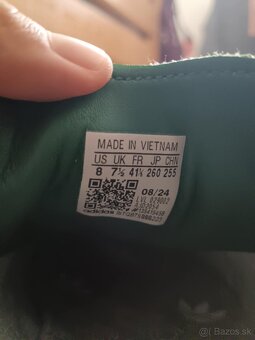 MADE IN VIETNAM
US UK FR JP CHN
8 7½ 41⅓ 260 255
08/24
adidas
bazar.sk